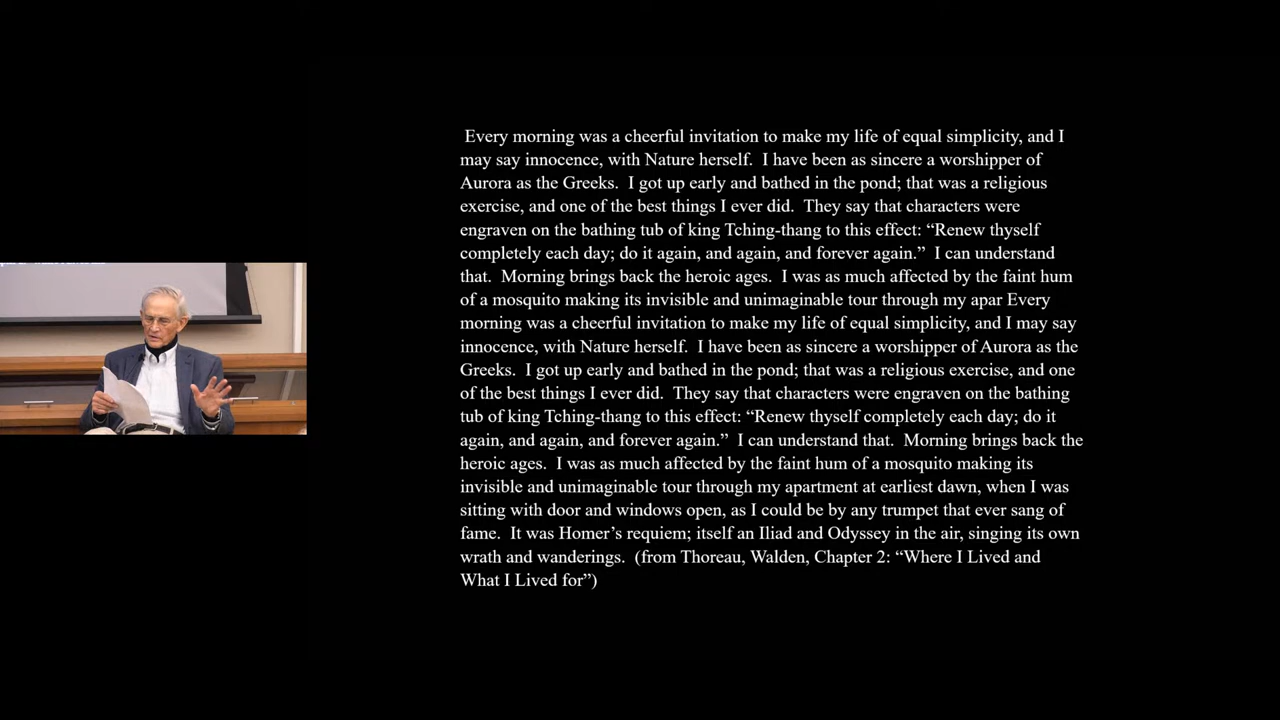 Every morning was a cheerful invitation to make my life of equal simplicity, and I
may say innocence, with Nature herself.  I have been as sincere a worshipper of
Aurora as the Greeks.  I got up early and bathed in the pond; that was a religious
exercise, and one of the best things I ever did.  They say that characters were
engraven on the bathing tub of king Tching-thang to this effect: “Renew thyself
completely each day; do it again, and again, and forever again.”  I can understand
that.  Morning brings back the heroic ages.  I was as much affected by the faint hum
of a mosquito making its invisible and unimaginable tour through my apar Every
morning was a cheerful invitation to make my life of equal simplicity, and I may say
innocence, with Nature herself.  I have been as sincere a worshipper of Aurora as the
Greeks.  I got up early and bathed in the pond; that was a religious exercise, and one
of the best things I ever did.  They say that characters were engraven on the bathing
tub of king Tching-thang to this effect: “Renew thyself completely each day; do it
again, and again, and forever again.”  I can understand that.  Morning brings back the
heroic ages.  I was as much affected by the faint hum of a mosquito making its
invisible and unimaginable tour through my apartment at earliest dawn, when I was
sitting with door and windows open, as I could be by any trumpet that ever sang of
fame.  It was Homer’s requiem; itself an Iliad and Odyssey in the air, singing its own
wrath and wanderings.  (from Thoreau, Walden, Chapter 2: “Where I Lived and
What I Lived for”)